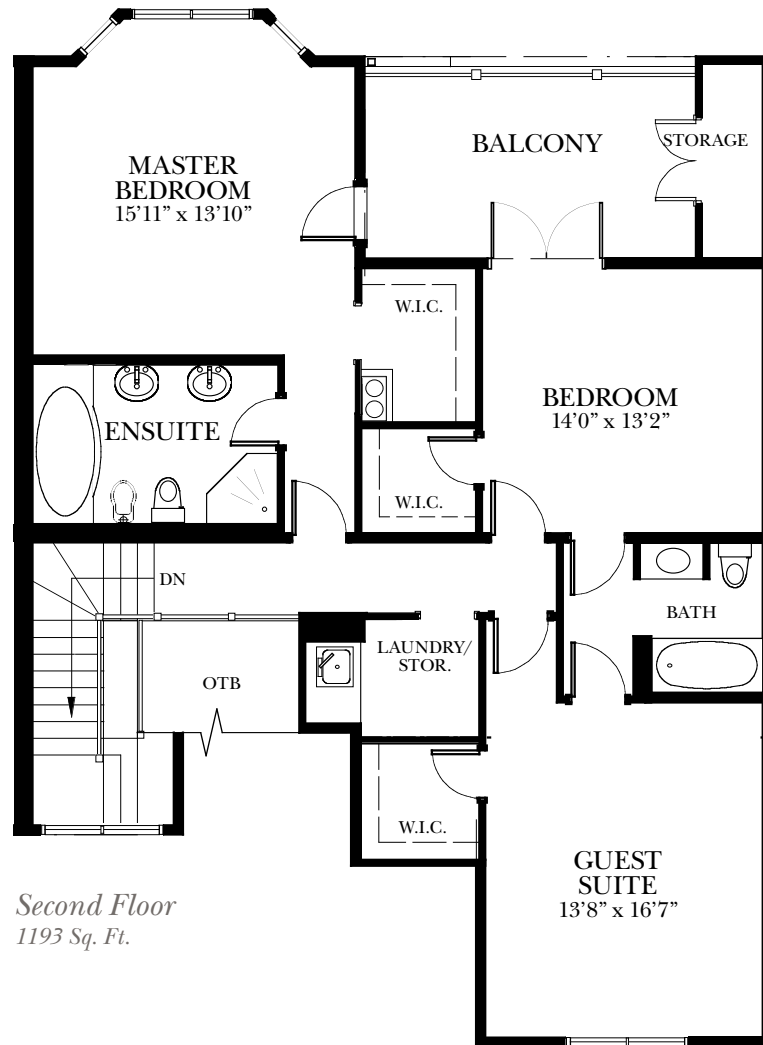 BALCONY
STORAGE
MASTER
BEDROOM
15'11” x 13'10”
W.I.C.
BEDROOM
14'0” x 13'2”
ENSUITE
W.I.C.
DN
BATH
LAUNDRY/
STOR.
OTB
W.I.C.
GUEST
SUITE
13'8” x 16'7”
Second Floor
1193 Sq. Ft.